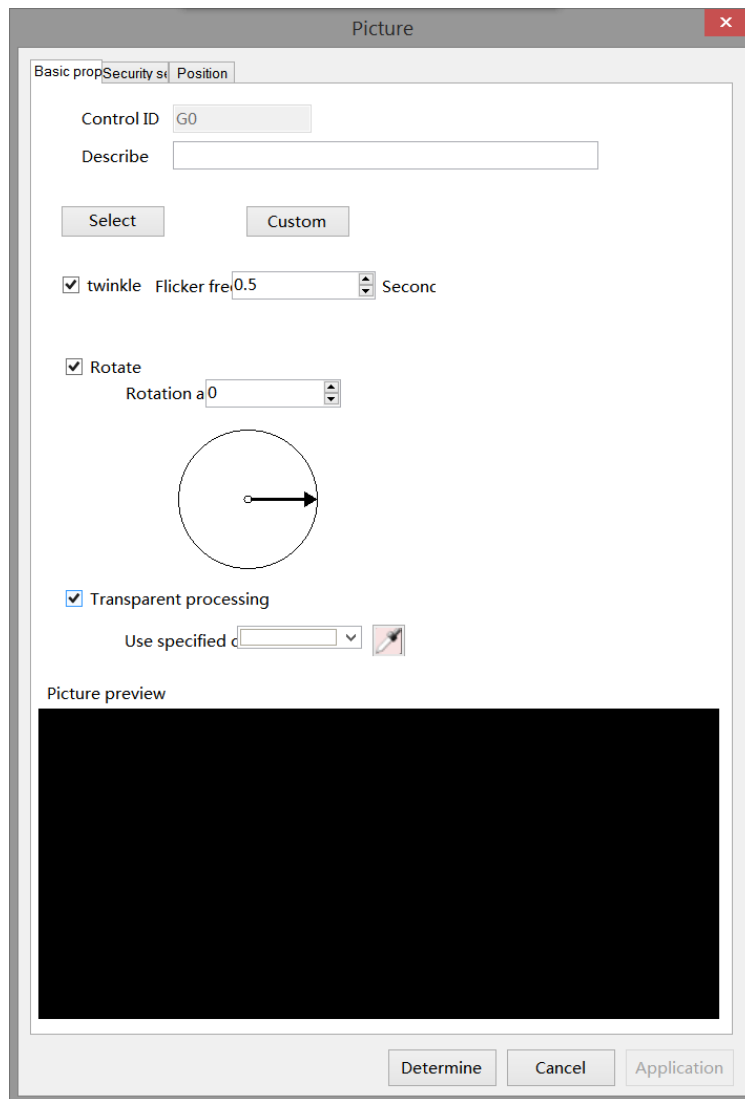 Picture
Basic prop Security se Position
Control ID G0
Describe
Select Custom
twinkle Flicker fre 0.5 Second
Rotate
Rotation a 0
Transparent processing
Use specified c
Picture preview
Determine Cancel Application